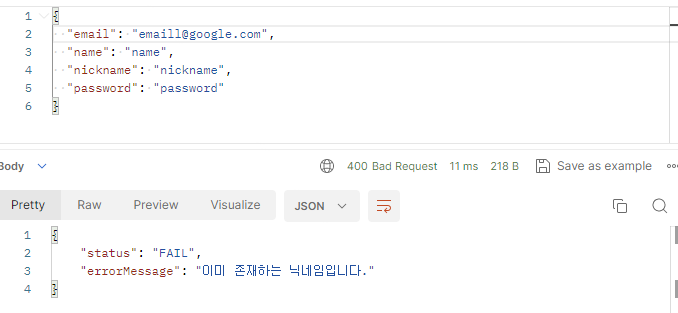 1 {
2 "email": "emaill@google.com",
3 "name": "name",
4 "nickname": "nickname",
5 "password": "password"
6 }
Body 400 Bad Request 11 ms 218 B Save as example
Pretty Raw Preview Visualize JSON
1 {
2 "status": "FAIL",
3 "errorMessage": "이미 존재하는 닉네임입니다."
4 }